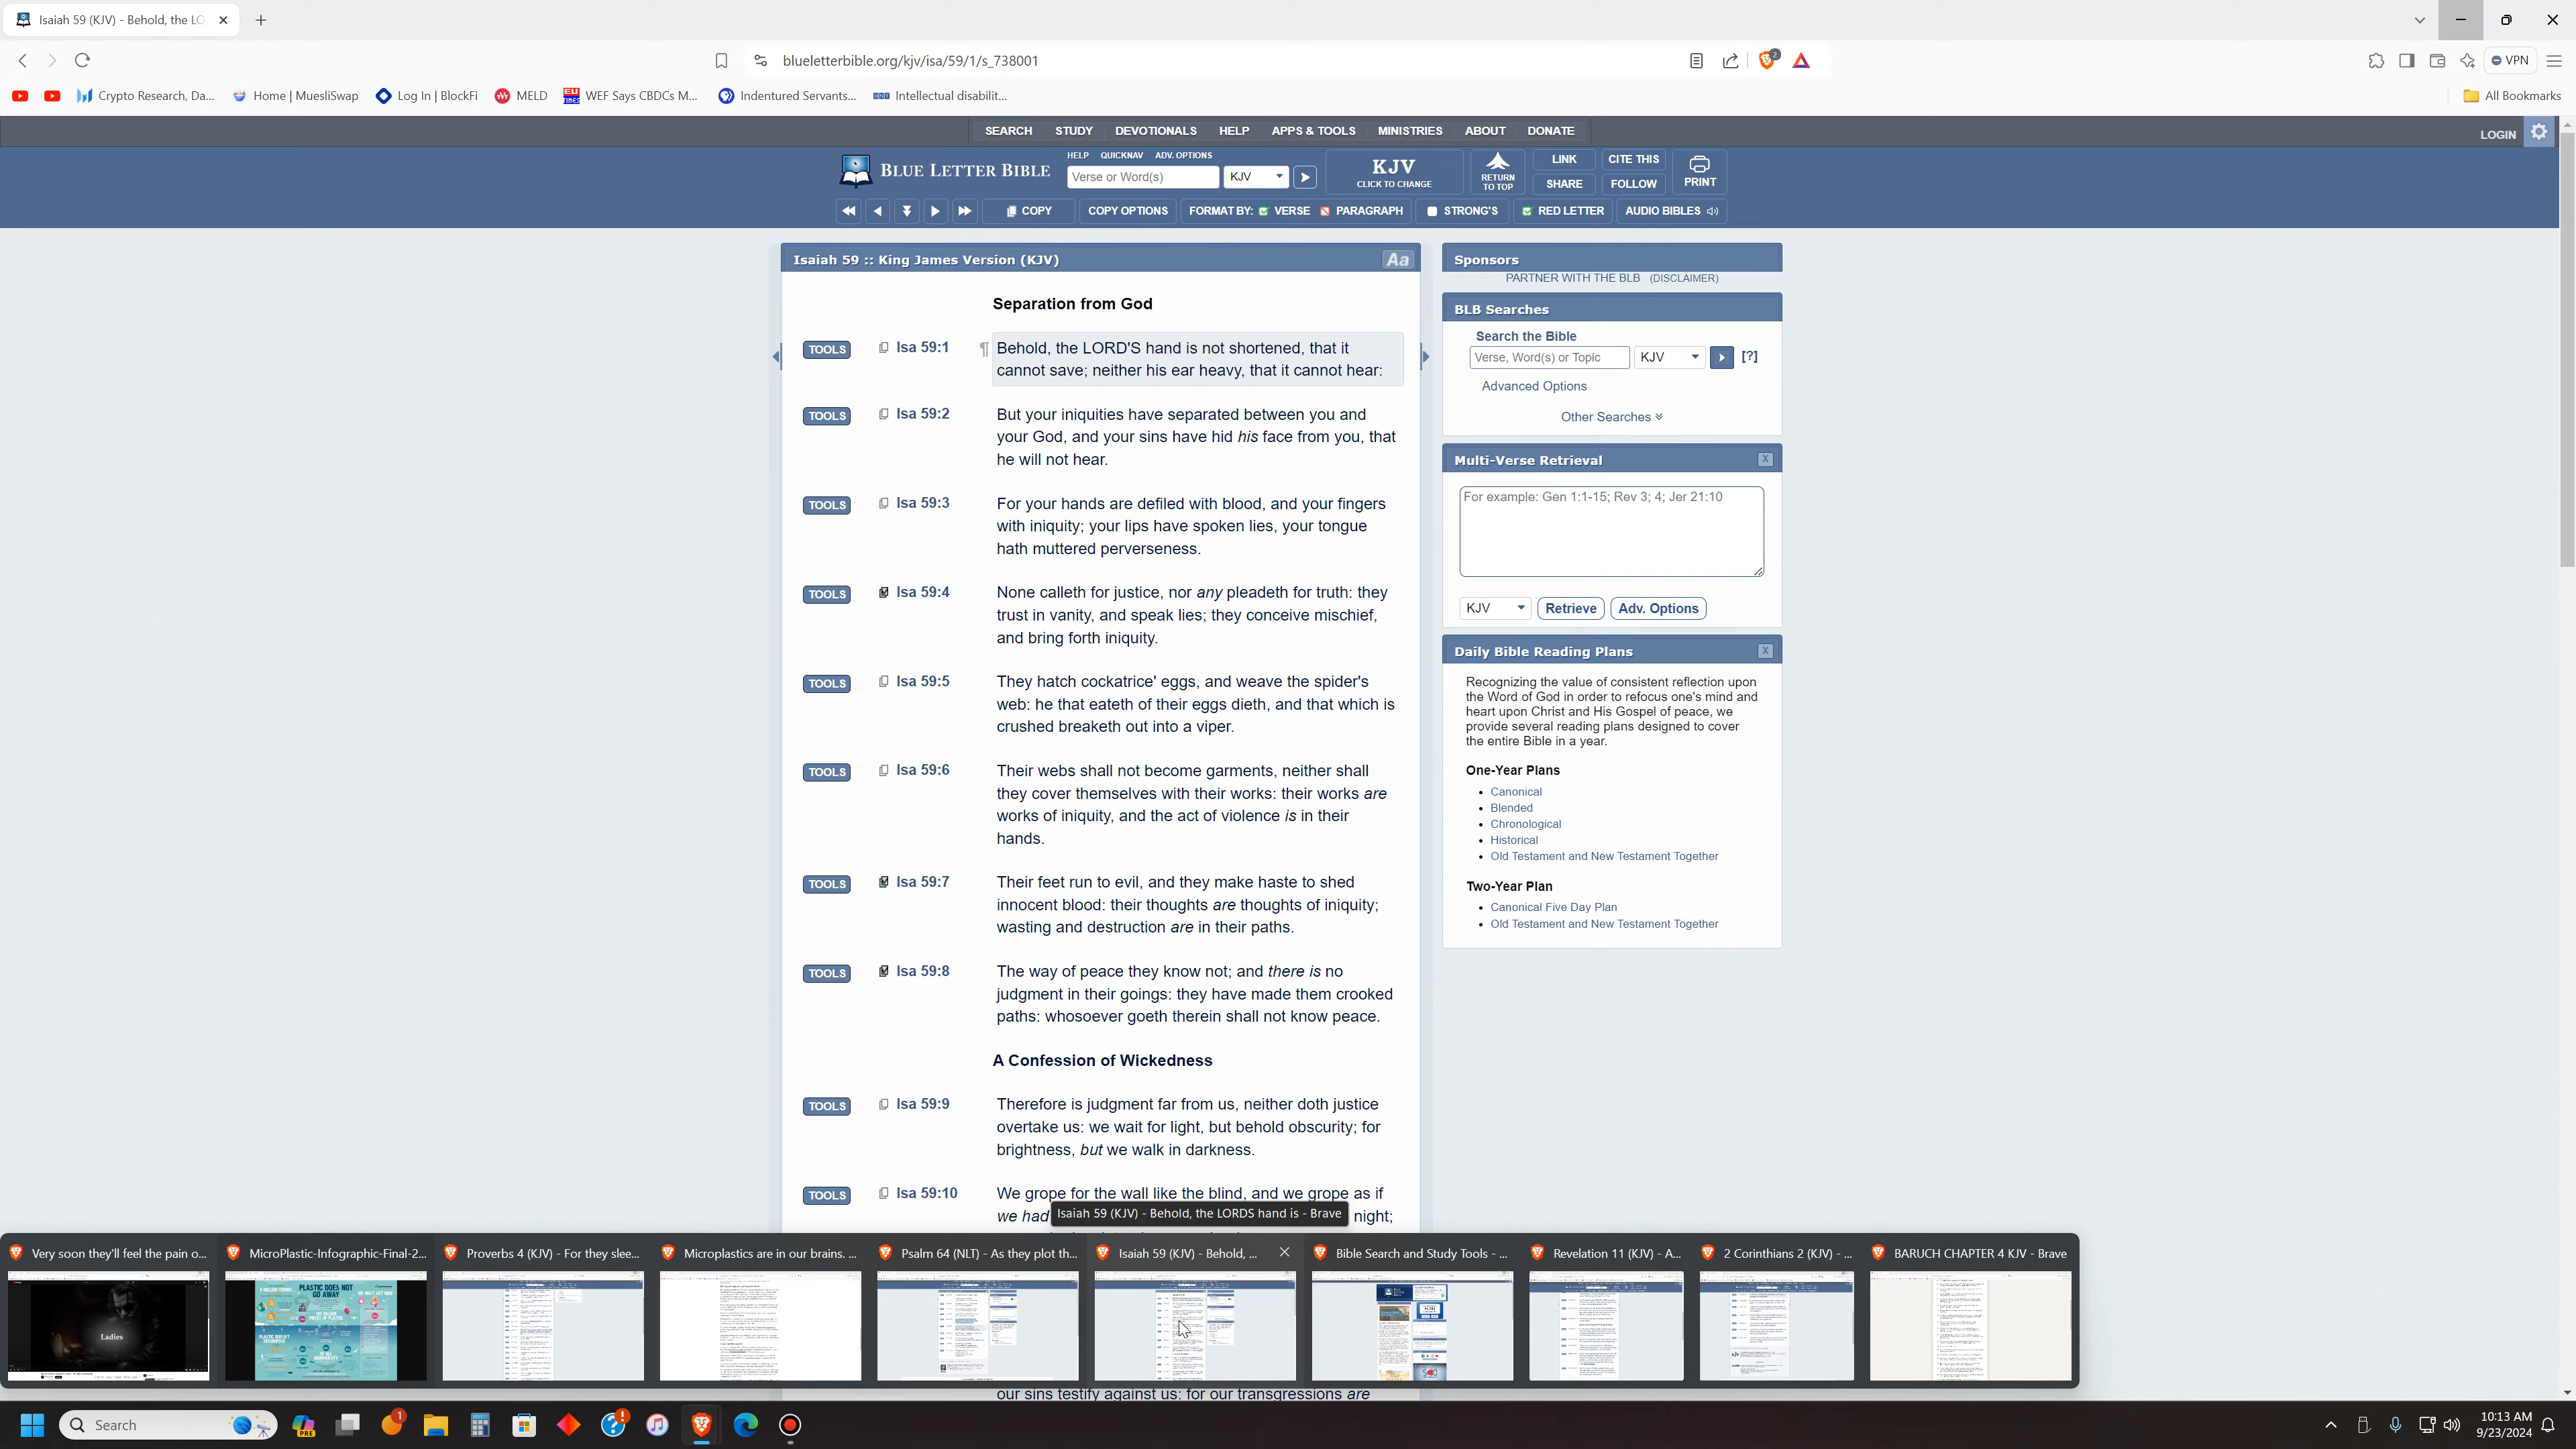 Isaiah 59 (KJV) - Behold, the LO
blueletterbible.org/kjv/isa/59/1/s_738001
2
VPN
Crypto Research, Da...
Home | MuesliSwap
Log In | BlockFi
MELD
WEF Says CBDCs M...
Indentured Servants...
Intellectual disabilit...
All Bookmarks
SEARCH STUDY DEVOTIONALS HELP APPS & TOOLS MINISTRIES ABOUT DONATE
LOGIN
BLUE LETTER BIBLE
HELP QUICKNAV ADV. OPTIONS
Verse or Word(s)
KJV
KJV
CLICK TO CHANGE
RETURN
TO TOP
LINK
CITE THIS
SHARE
FOLLOW
PRINT
COPY
COPY OPTIONS
FORMAT BY: VERSE PARAGRAPH
STRONG'S
RED LETTER
AUDIO BIBLES
Isaiah 59 :: King James Version (KJV)
Aa
Separation from God
TOOLS Isa 59:1 ¶ Behold, the LORD'S hand is not shortened, that it
cannot save; neither his ear heavy, that it cannot hear:
TOOLS Isa 59:2 But your iniquities have separated between you and
your God, and your sins have hid his face from you, that
he will not hear.
TOOLS Isa 59:3 For your hands are defiled with blood, and your fingers
with iniquity; your lips have spoken lies, your tongue
hath muttered perverseness.
TOOLS Isa 59:4 None calleth for justice, nor any pleadeth for truth: they
trust in vanity, and speak lies; they conceive mischief,
and bring forth iniquity.
TOOLS Isa 59:5 They hatch cockatrice' eggs, and weave the spider's
web: he that eateth of their eggs dieth, and that which is
crushed breaketh out into a viper.
TOOLS Isa 59:6 Their webs shall not become garments, neither shall
they cover themselves with their works: their works are
works of iniquity, and the act of violence is in their
hands.
TOOLS Isa 59:7 Their feet run to evil, and they make haste to shed
innocent blood: their thoughts are thoughts of iniquity;
wasting and destruction are in their paths.
TOOLS Isa 59:8 The way of peace they know not; and there is no
judgment in their goings: they have made them crooked
paths: whosoever goeth therein shall not know peace.
A Confession of Wickedness
TOOLS Isa 59:9 Therefore is judgment far from us, neither doth justice
overtake us: we wait for light, but behold obscurity; for
brightness, but we walk in darkness.
TOOLS Isa 59:10 We grope for the wall like the blind, and we grope as if
we had night;
our sins testify against us: for our transgressions are
Sponsors
PARTNER WITH THE BLB (DISCLAIMER)
BLB Searches
Search the Bible
Verse, Word(s) or Topic
KJV
[?]
Advanced Options
Other Searches
Multi-Verse Retrieval
X
For example: Gen 1:1-15; Rev 3; 4; Jer 21:10
KJV
Retrieve
Adv. Options
Daily Bible Reading Plans
X
Recognizing the value of consistent reflection upon
the Word of God in order to refocus one's mind and
heart upon Christ and His Gospel of peace, we
provide several reading plans designed to cover
the entire Bible in a year.
One-Year Plans
• Canonical
• Blended
• Chronological
• Historical
• Old Testament and New Testament Together
Two-Year Plan
• Canonical Five Day Plan
• Old Testament and New Testament Together
Isaiah 59 (KJV) - Behold, the LORDS hand is - Brave
Very soon they'll feel the pain o...
MicroPlastic-Infographic-Final-2...
Proverbs 4 (KJV) - For they slee...
Microplastics are in our brains. ...
Psalm 64 (NLT) - As they plot th...
Isaiah 59 (KJV) - Behold, ...
Bible Search and Study Tools - ...
Revelation 11 (KJV) - A...
2 Corinthians 2 (KJV) - ...
BARUCH CHAPTER 4 KJV - Brave
Ladies
PLASTIC DOES NOT
GO AWAY
Search
PRE
1
10:13 AM
9/23/2024